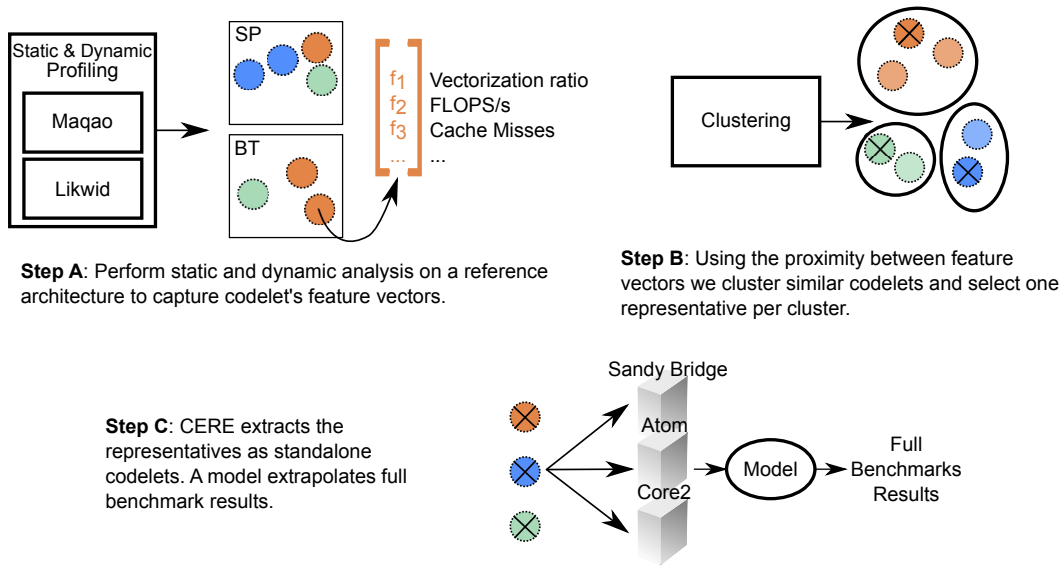 Static & Dynamic
Profiling
Maqao
Likwid
SP
BT
f1
f2
f3
...
Vectorization ratio
FLOPS/s
Cache Misses
...
Clustering
Step A: Perform static and dynamic analysis on a reference
architecture to capture codelet's feature vectors.
Step B: Using the proximity between feature
vectors we cluster similar codelets and select one
representative per cluster.
Step C: CERE extracts the
representatives as standalone
codelets. A model extrapolates full
benchmark results.
Sandy Bridge
Atom
Core2
Model
Full
Benchmarks
Results